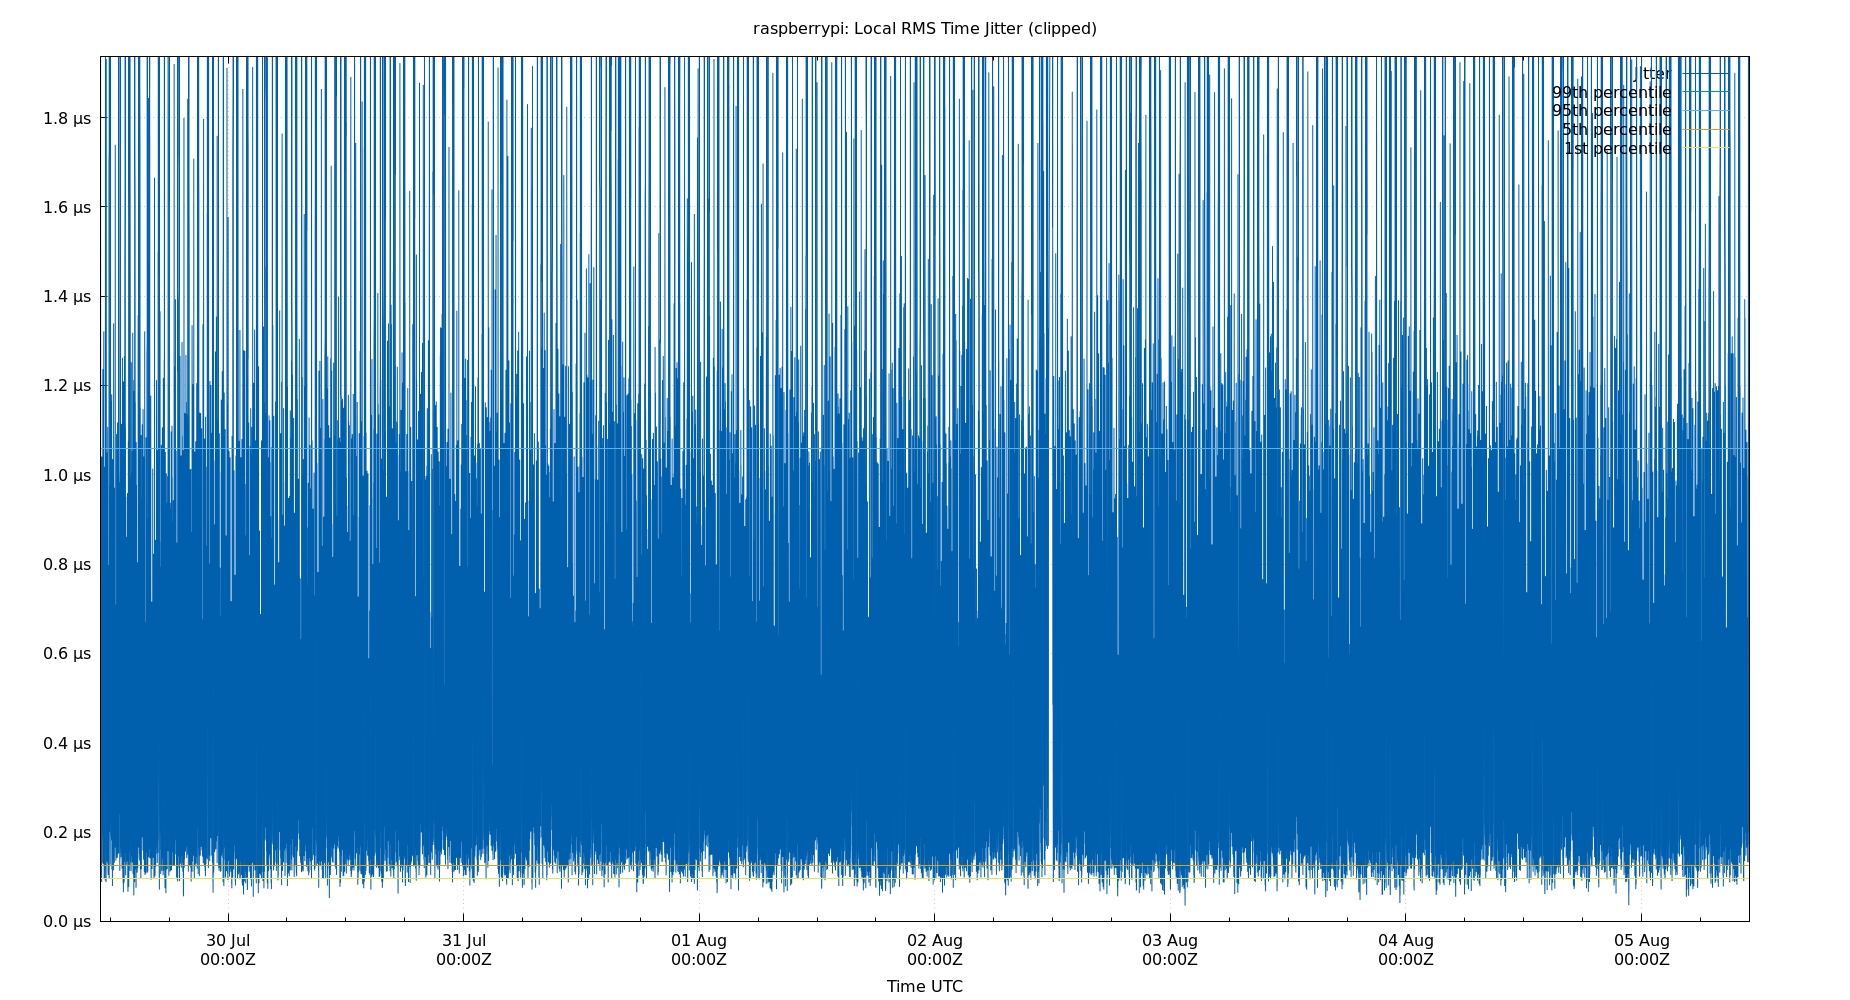 raspberrypi: Local RMS Time Jitter (clipped)
Jitter
99th percentile
95th percentile
5th percentile
1st percentile
1.8 µs
1.6 µs
1.4 µs
1.2 µs
1.0 µs
0.8 µs
0.6 µs
0.4 µs
0.2 µs
0.0 µs
30 Jul 31 Jul 01 Aug 02 Aug 03 Aug 04 Aug 05 Aug
00:00Z 00:00Z 00:00Z 00:00Z 00:00Z 00:00Z 00:00Z
Time UTC